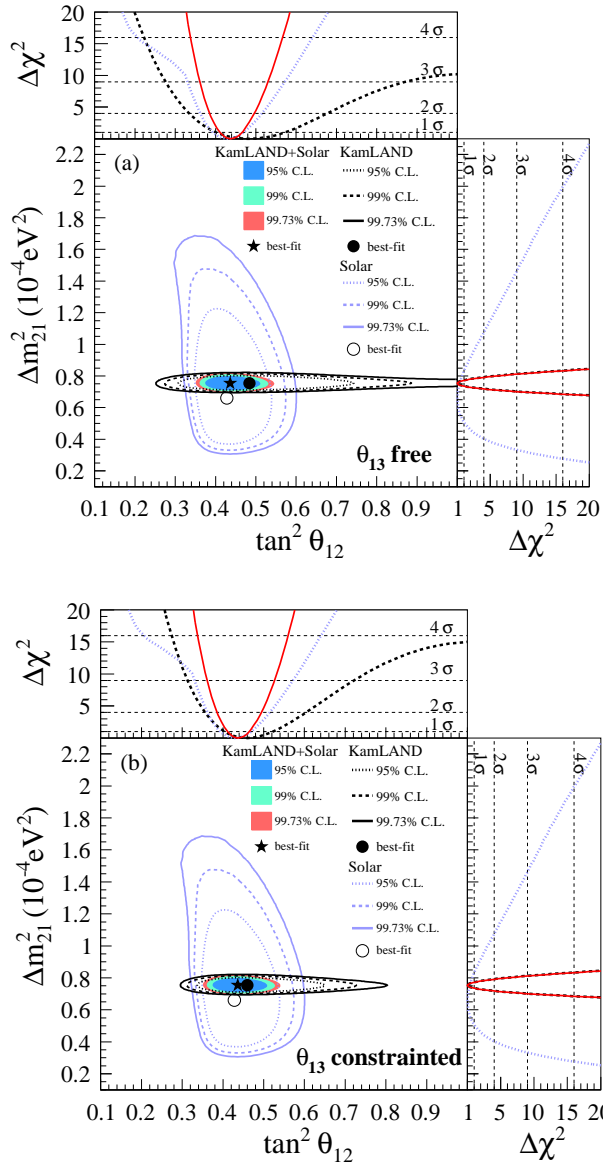 Δχ²
20
15
10
5
4 σ
3 σ
2 σ
1 σ
(a)
KamLAND+Solar
95% C.L.
99% C.L.
99.73% C.L.
best-fit
KamLAND
95% C.L.
99% C.L.
99.73% C.L.
best-fit
Solar
95% C.L.
99% C.L.
99.73% C.L.
best-fit
Δm²₂₁ (10⁻⁴eV²)
2.2
2
1.8
1.6
1.4
1.2
1
0.8
0.6
0.4
0.2
θ₁₃ free
1σ 2σ 3σ 4σ
0.1 0.2 0.3 0.4 0.5 0.6 0.7 0.8 0.9 1 5 10 15 20
tan² θ₁₂
Δχ²
Δχ²
20
15
10
5
4 σ
3 σ
2 σ
1 σ
(b)
KamLAND+Solar
95% C.L.
99% C.L.
99.73% C.L.
best-fit
KamLAND
95% C.L.
99% C.L.
99.73% C.L.
best-fit
Solar
95% C.L.
99% C.L.
99.73% C.L.
best-fit
Δm²₂₁ (10⁻⁴eV²)
2.2
2
1.8
1.6
1.4
1.2
1
0.8
0.6
0.4
0.2
θ₁₃ constrainted
1σ 2σ 3σ 4σ
0.1 0.2 0.3 0.4 0.5 0.6 0.7 0.8 0.9 1 5 10 15 20
tan² θ₁₂
Δχ²